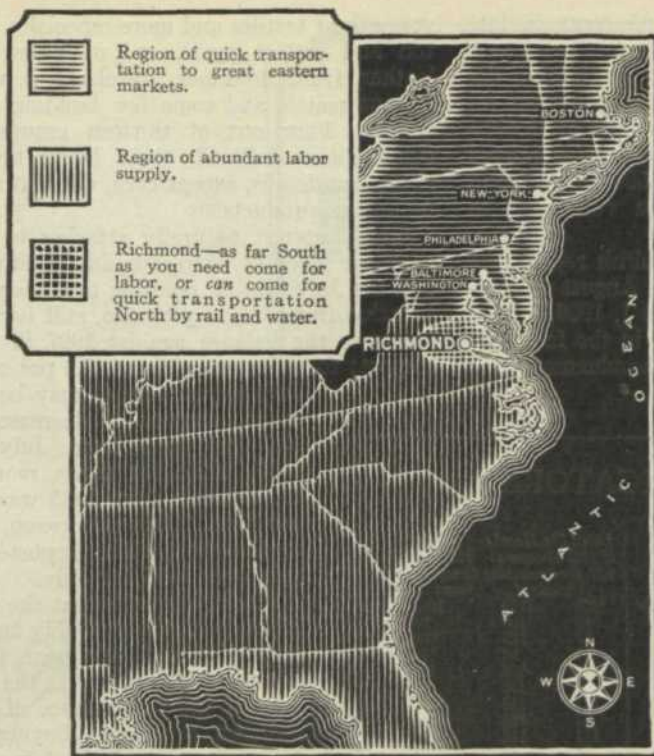 Region of quick transpor-
tation to great eastern
markets.
Region of abundant labor
supply.
Richmond—as far South
as you need come for
labor, or can come for
quick transportation
North by rail and water.
BOSTON
NEW YORK
PHILADELPHIA
BALTIMORE
WASHINGTON
RICHMOND
ATLANTIC OCEAN
N
W E
S